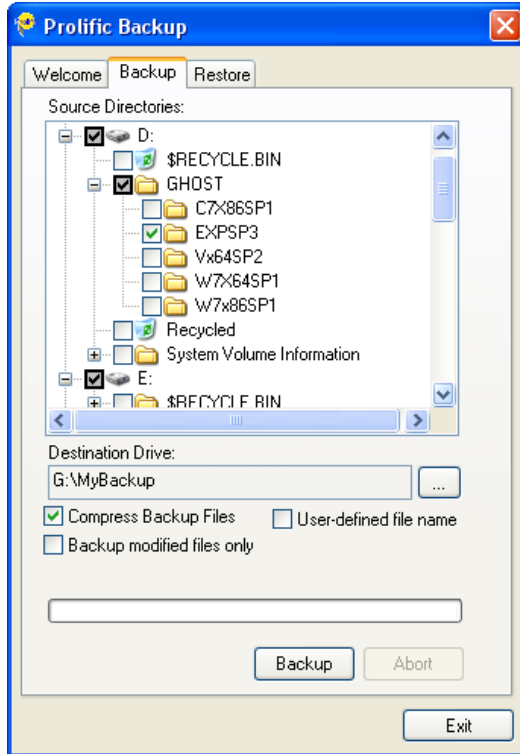 Prolific Backup
Welcome Backup Restore
Source Directories:
D:
$RECYCLE.BIN
GHOST
C7X86SP1
EXPSP3
Vx64SP2
W7X64SP1
W7x86SP1
Recycled
System Volume Information
E:
$RECYCLE.BIN
Destination Drive:
G:\MyBackup
...
Compress Backup Files User-defined file name
Backup modified files only
Backup Abort
Exit